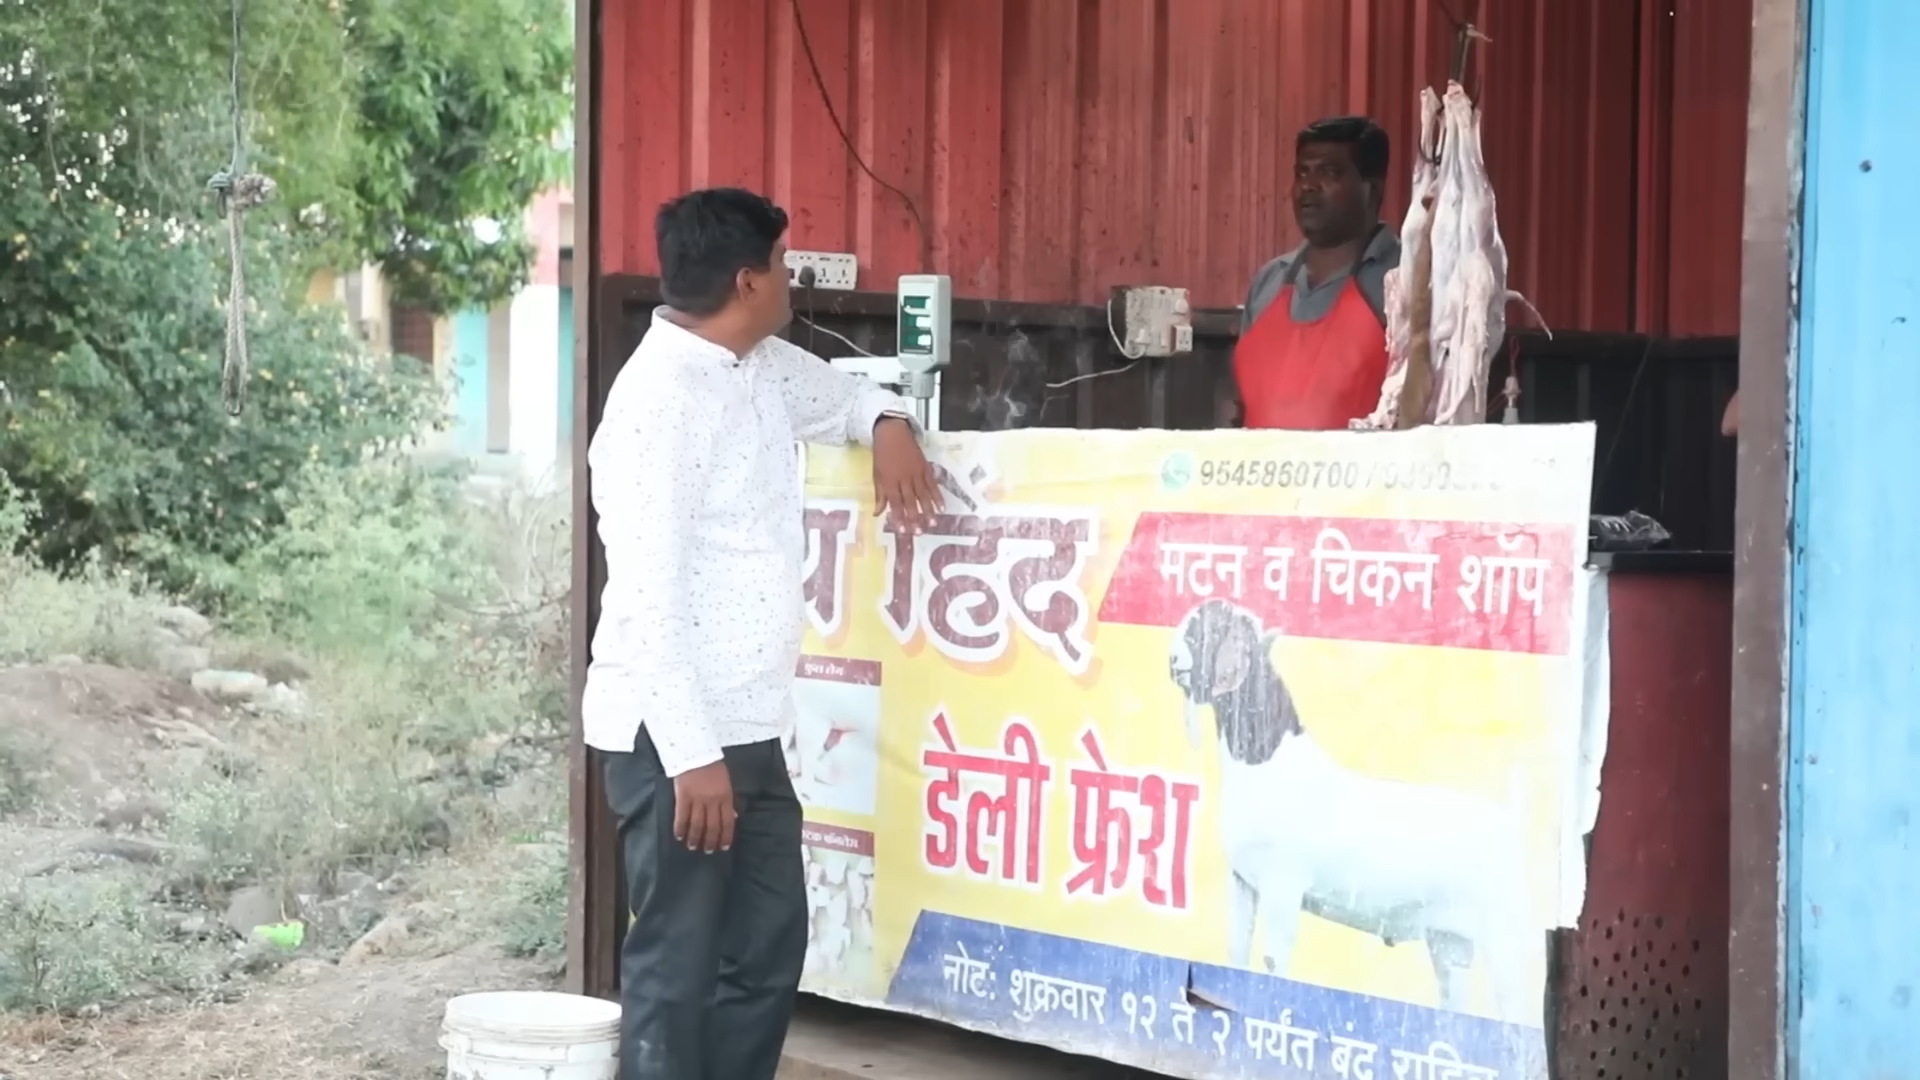 9545860700 /
हिंद
मटन व चिकन शॉप
डेली फ्रेश
नोट: शुक्रवार १२ ते २ पर्यंत बंद राहिल